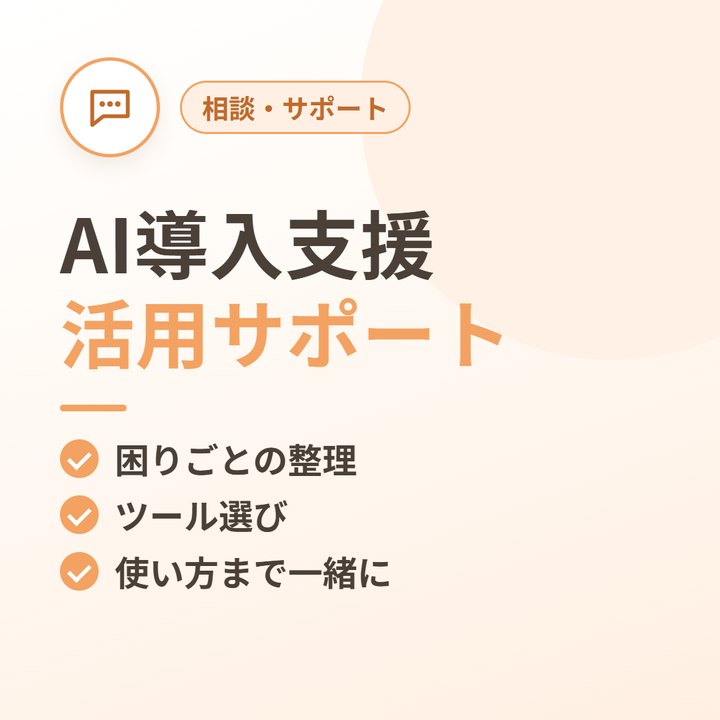 相談・サポート
AI導入支援
活用サポート
困りごとの整理
ツール選び
使い方まで一緒に